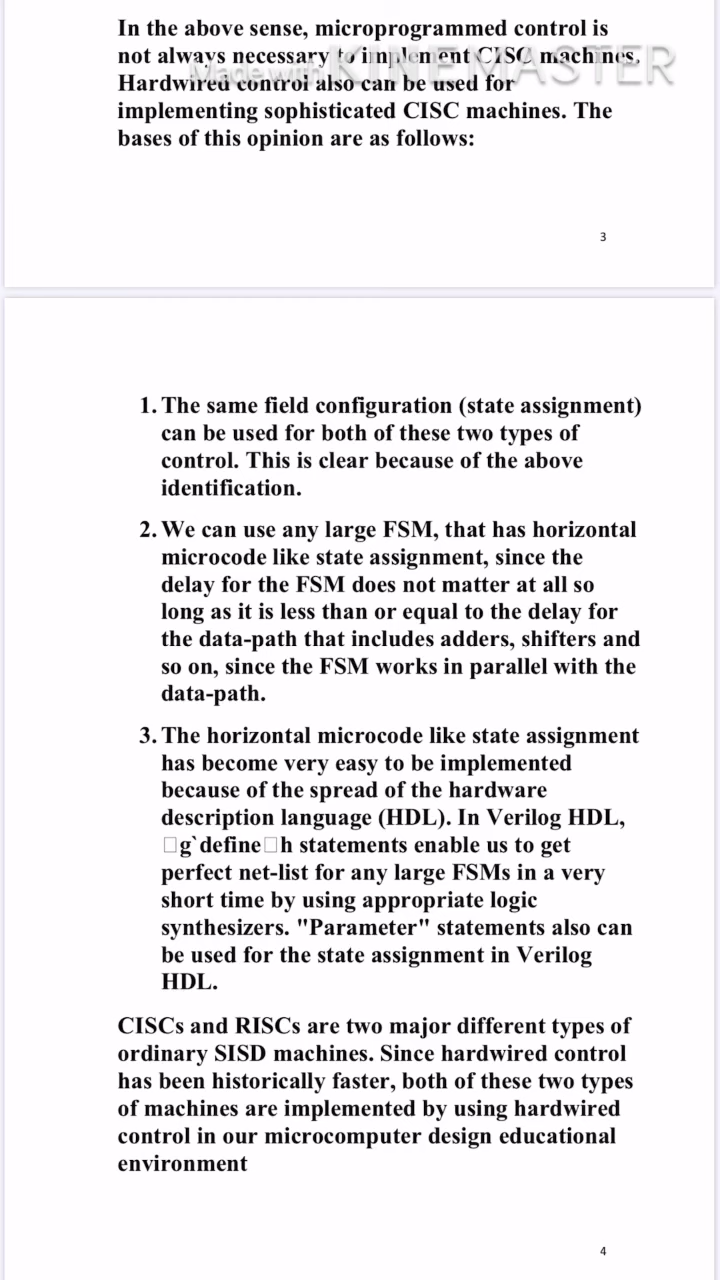 In the above sense, microprogrammed control is
not always necessary to implement CISC machines.
Made with KINEMASTER
Hardwired control also can be used for
implementing sophisticated CISC machines. The
bases of this opinion are as follows:
3
1. The same field configuration (state assignment)
can be used for both of these two types of
control. This is clear because of the above
identification.
2. We can use any large FSM, that has horizontal
microcode like state assignment, since the
delay for the FSM does not matter at all so
long as it is less than or equal to the delay for
the data-path that includes adders, shifters and
so on, since the FSM works in parallel with the
data-path.
3. The horizontal microcode like state assignment
has become very easy to be implemented
because of the spread of the hardware
description language (HDL). In Verilog HDL,
□g`define□h statements enable us to get
perfect net-list for any large FSMs in a very
short time by using appropriate logic
synthesizers. "Parameter" statements also can
be used for the state assignment in Verilog
HDL.
CISCs and RISCs are two major different types of
ordinary SISD machines. Since hardwired control
has been historically faster, both of these two types
of machines are implemented by using hardwired
control in our microcomputer design educational
environment
4